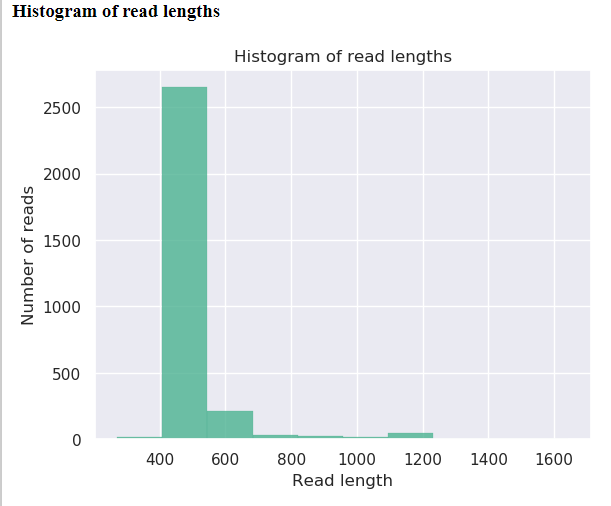 Histogram of read lengths
Histogram of read lengths
2500
2000
1500
1000
500
0
Number of reads
400 600 800 1000 1200 1400 1600
Read length